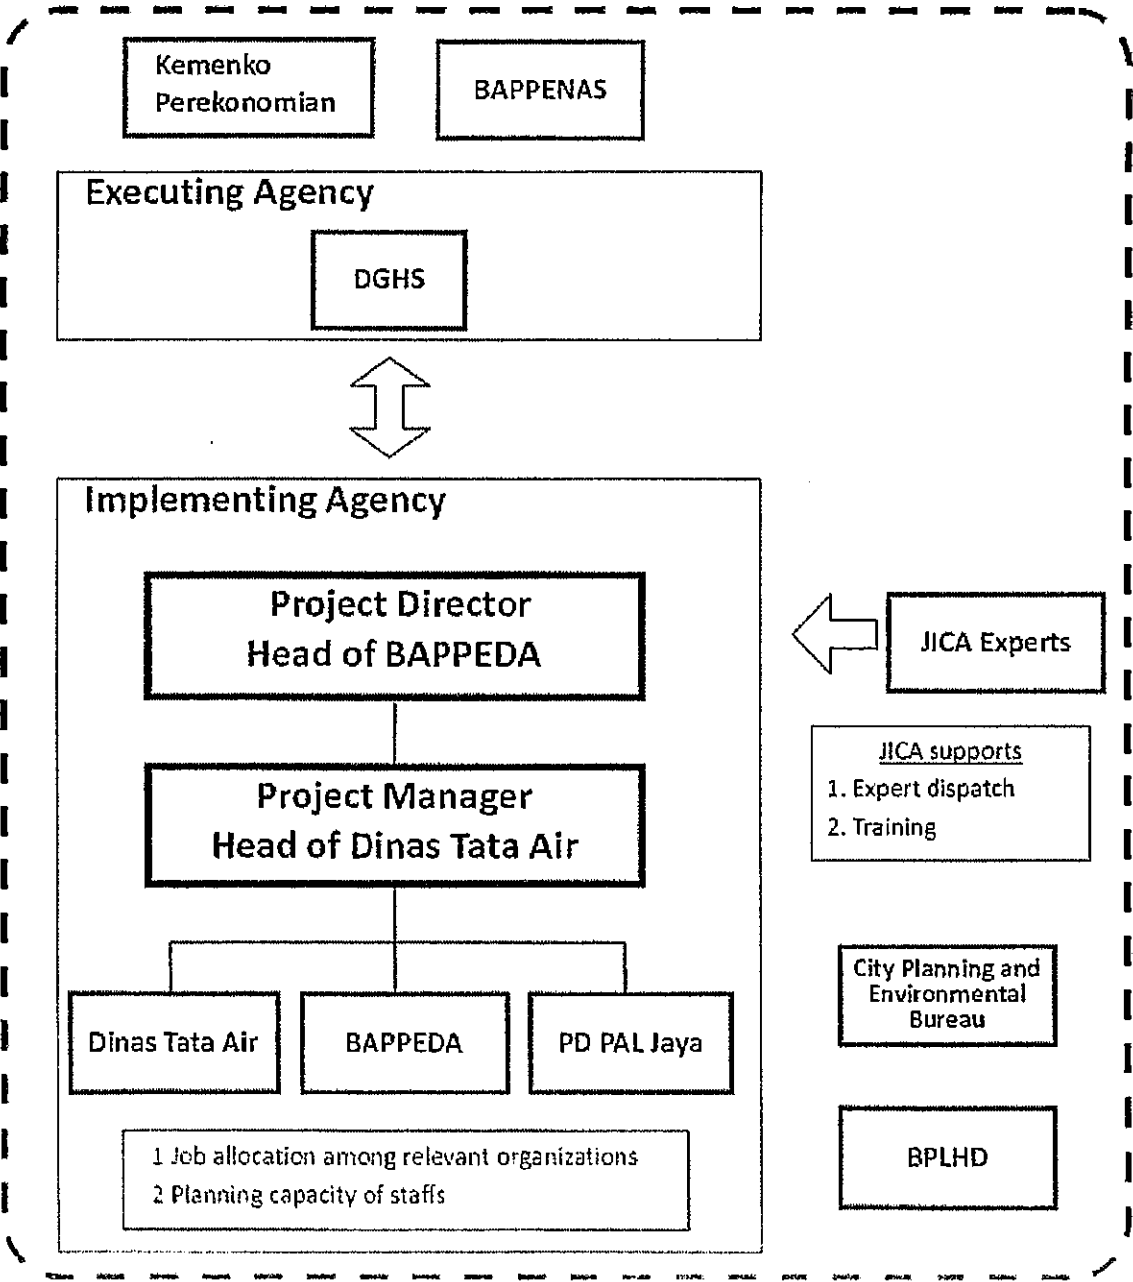 Kemenko
Perekonomian
BAPPENAS
Executing Agency
DGHS
Implementing Agency
Project Director
Head of BAPPEDA
JICA Experts
JICA supports
1. Expert dispatch
2. Training
Project Manager
Head of Dinas Tata Air
City Planning and
Environmental
Bureau
Dinas Tata Air
BAPPEDA
PD PAL Jaya
BPLHD
1 Job allocation among relevant organizations
2 Planning capacity of staffs